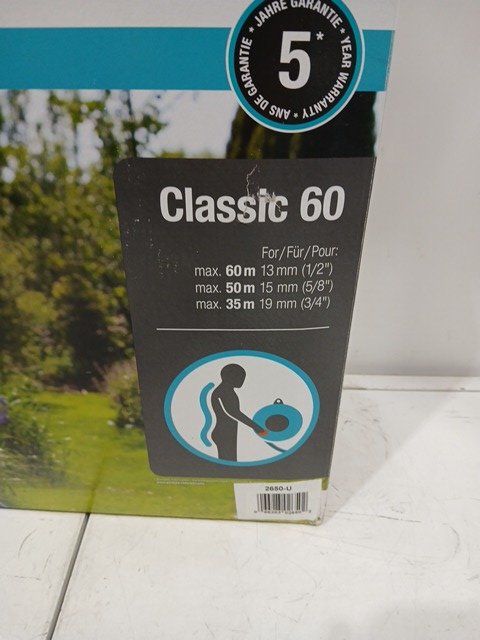 JAHRE GARANTIE * YEAR WARRANTY * ANS DE GARANTIE *
5*
Classic 60
For/Für/Pour:
max. 60 m 13 mm (1/2")
max. 50 m 15 mm (5/8")
max. 35 m 19 mm (3/4")
2650-U